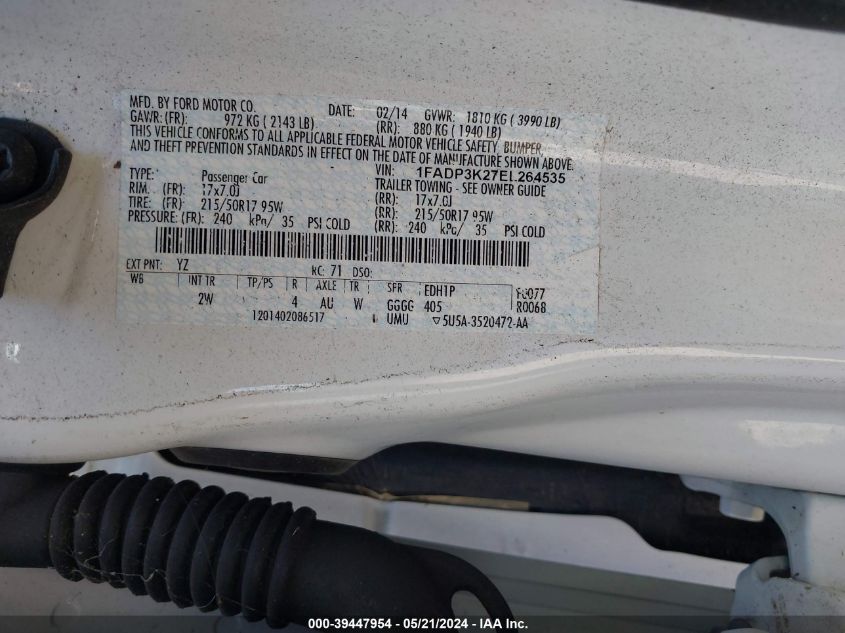 MFD. BY FORD MOTOR CO. DATE: 02/14 GVWR: 1810 KG ( 3990 LB)
GAWR: (FR) 972 KG ( 2143 LB) (RR): 880 KG ( 1940 LB)
THIS VEHICLE CONFORMS TO ALL APPLICABLE FEDERAL MOTOR VEHICLE SAFETY, BUMPER,
AND THEFT PREVENTION STANDARDS IN EFFECT ON THE DATE OF MANUFACTURE SHOWN ABOVE.
VIN: 1FADP3K27EL264535
TYPE: Passenger Car TRAILER TOWING - SEE OWNER GUIDE
RIM: (FR): 17x7.0J (RR): 17x7.0J
TIRE: (FR): 215/50R17 95W (RR): 215/50R17 95W
PRESSURE: (FR): 240 kPa/ 35 PSI COLD (RR): 240 kPa/ 35 PSI COLD
EXT PNT: YZ RC: 71 DSO:
WB INT TR TP/PS R AXLE TR SFR EDH1P F0077
2W 4 AU W GGGG 405 R0068
1201402086517 UMU ▽5U5A-3520472-AA
000-39447954 - 05/21/2024 - IAAI.COM